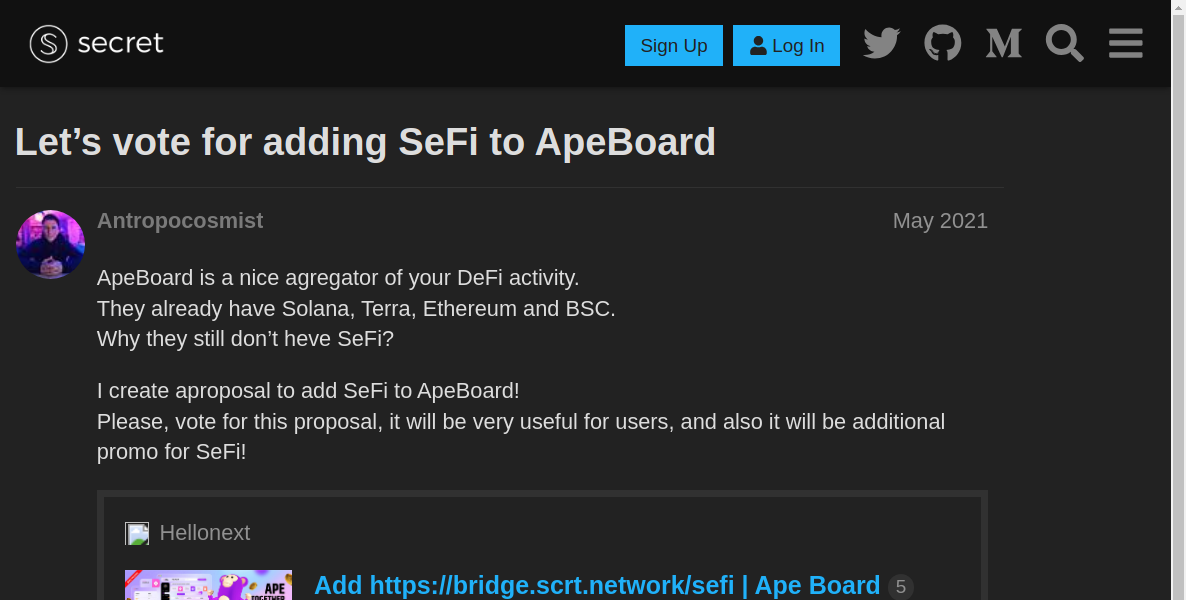 secret
Sign Up
Log In
Let’s vote for adding SeFi to ApeBoard
Antropocosmist
May 2021
ApeBoard is a nice agregator of your DeFi activity.
They already have Solana, Terra, Ethereum and BSC.
Why they still don’t heve SeFi?
I create aproposal to add SeFi to ApeBoard!
Please, vote for this proposal, it will be very useful for users, and also it will be additional
promo for SeFi!
Hellonext
APE
Add https://bridge.scrt.network/sefi | Ape Board 5